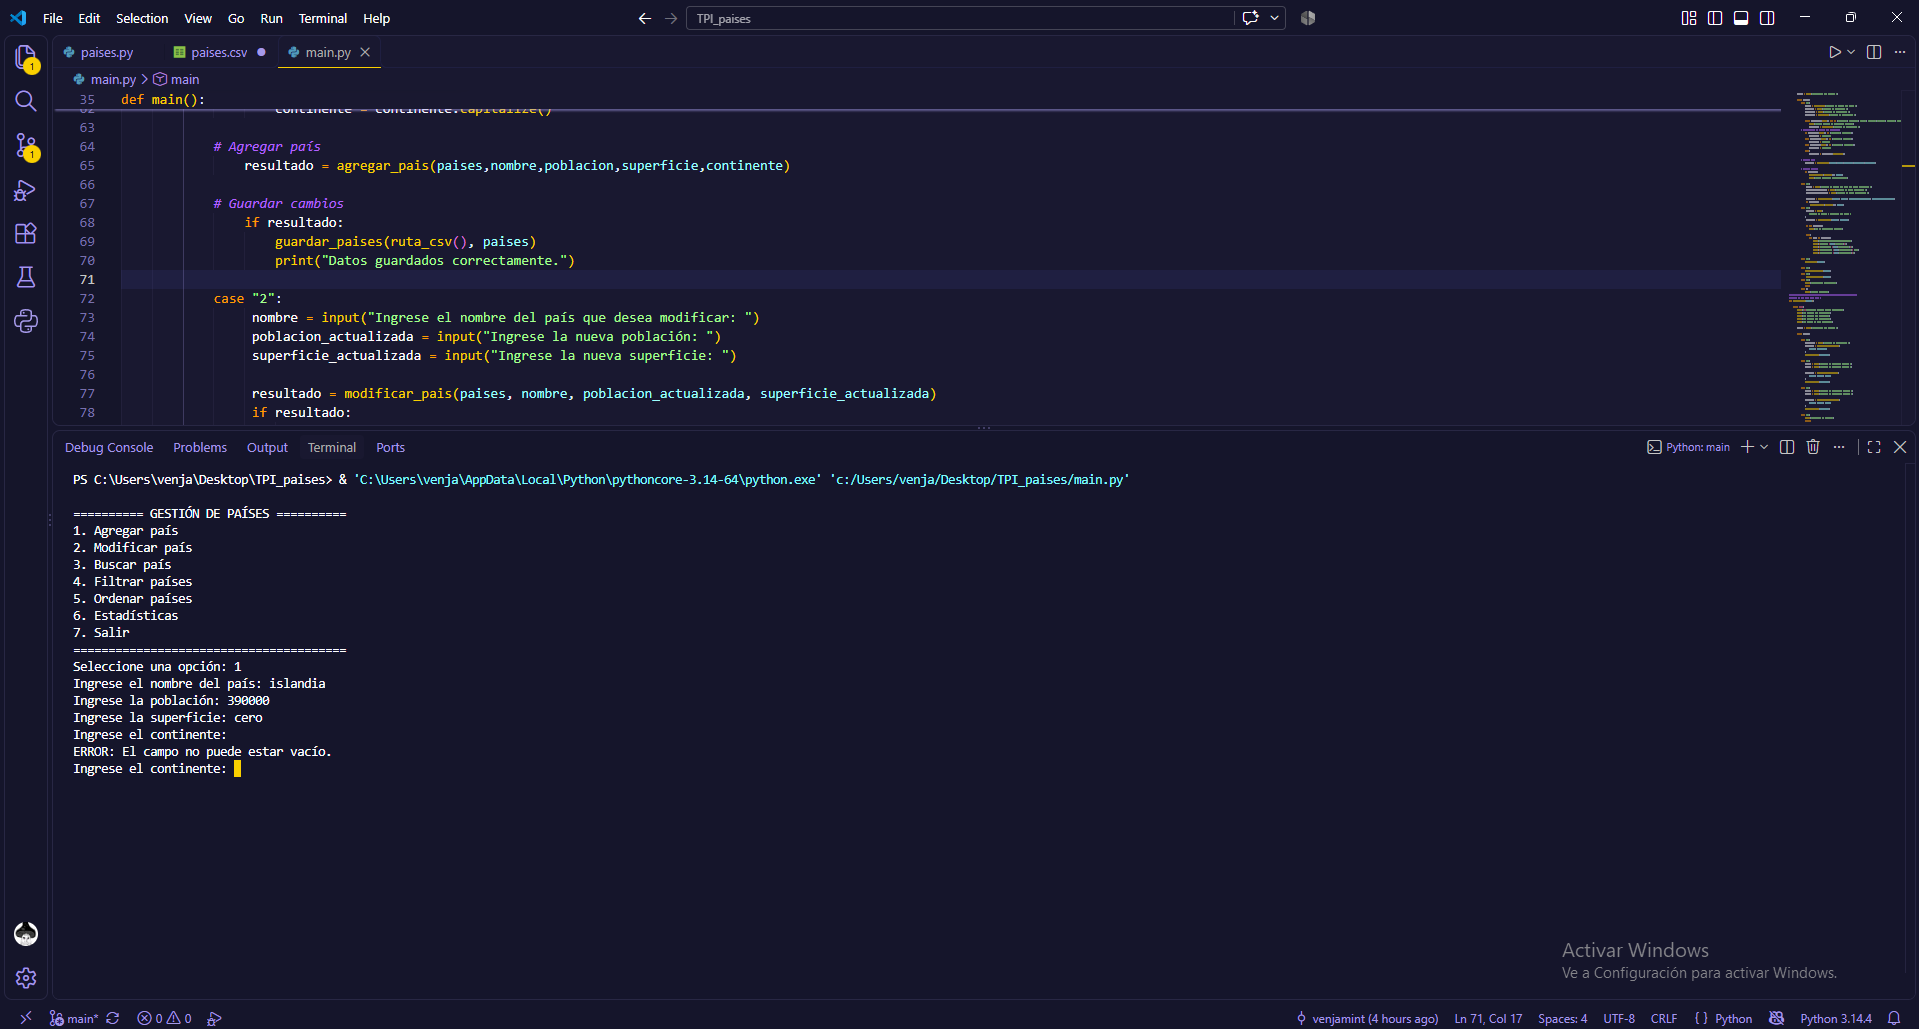 File Edit Selection View Go Run Terminal Help
TPI_paises
paises.py paises.csv main.py
main.py > main
35 def main():
62 continente = continente.capitalize()
63
64 # Agregar país
65 resultado = agregar_pais(paises,nombre,poblacion,superficie,continente)
66
67 # Guardar cambios
68 if resultado:
69 guardar_paises(ruta_csv(), paises)
70 print("Datos guardados correctamente.")
71
72 case "2":
73 nombre = input("Ingrese el nombre del país que desea modificar: ")
74 poblacion_actualizada = input("Ingrese la nueva población: ")
75 superficie_actualizada = input("Ingrese la nueva superficie: ")
76
77 resultado = modificar_pais(paises, nombre, poblacion_actualizada, superficie_actualizada)
78 if resultado:
1
1
Debug Console Problems Output Terminal Ports
Python: main
PS C:\Users\venja\Desktop\TPI_paises> & 'C:\Users\venja\AppData\Local\Python\pythoncore-3.14-64\python.exe' 'c:/Users/venja/Desktop/TPI_paises/main.py'
========== GESTIÓN DE PAÍSES ==========
1. Agregar país
2. Modificar país
3. Buscar país
4. Filtrar países
5. Ordenar países
6. Estadísticas
7. Salir
=======================================
Seleccione una opción: 1
Ingrese el nombre del país: islandia
Ingrese la población: 390000
Ingrese la superficie: cero
Ingrese el continente:
ERROR: El campo no puede estar vacío.
Ingrese el continente:
Activar Windows
Ve a Configuración para activar Windows.
main* 0 0 venjamint (4 hours ago) Ln 71, Col 17 Spaces: 4 UTF-8 CRLF { } Python Python 3.14.4